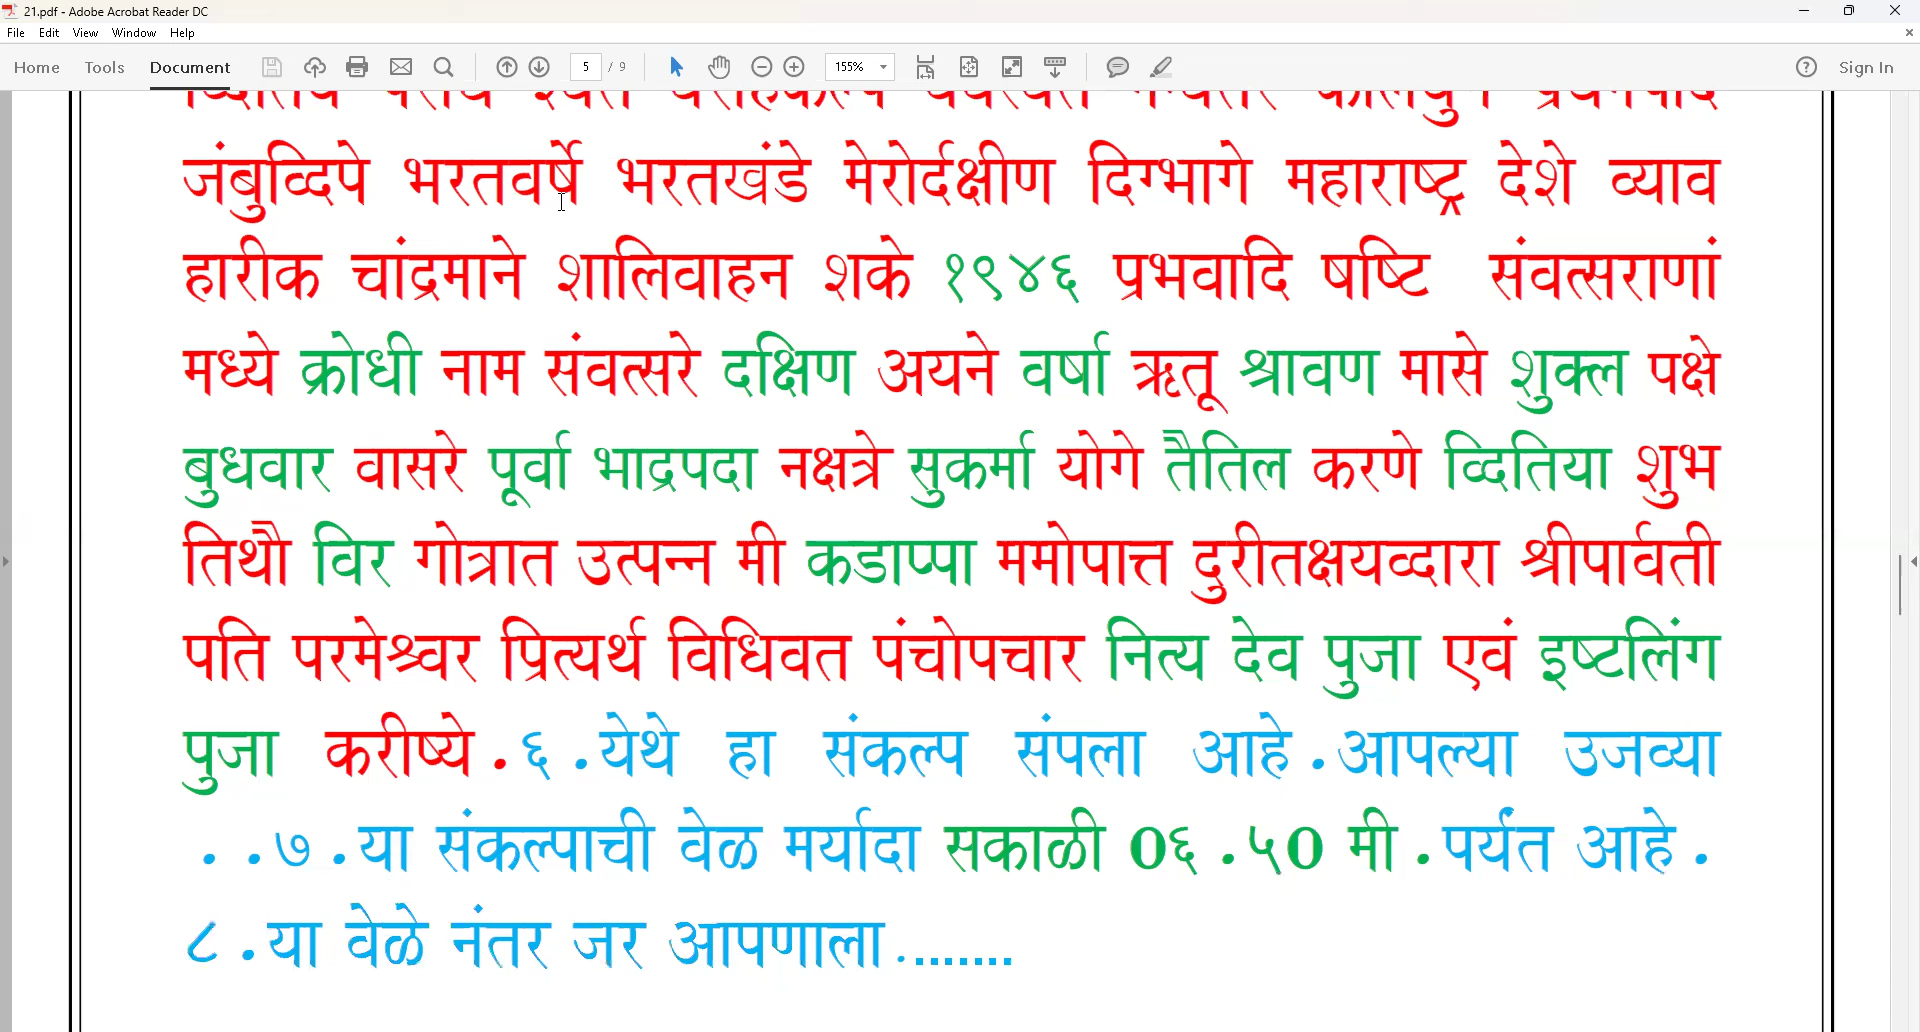 21.pdf - Adobe Acrobat Reader DC
File Edit View Window Help
Home Tools Document 5 / 9 155% Sign In
जंबुव्दिपे भरतवर्षे भरतखंडे मेरोर्दक्षीण दिग्भागे महाराष्ट्र देशे व्याव
हारीक चांद्रमाने शालिवाहन शके १९४६ प्रभवादि षष्टि संवत्सराणां
मध्ये क्रोधी नाम संवत्सरे दक्षिण अयने वर्षा ऋतू श्रावण मासे शुक्ल पक्षे
बुधवार वासरे पूर्वा भाद्रपदा नक्षत्रे सुकर्मा योगे तैतिल करणे व्दितिया शुभ
तिथौ विर गोत्रात उत्पन्न मी कडाप्पा ममोपात्त दुरीतक्षयव्दारा श्रीपार्वती
पति परमेश्र्वर प्रित्यर्थ विधिवत पंचोपचार नित्य देव पुजा एवं इष्टलिंग
पुजा करीष्ये.६.येथे हा संकल्प संपला आहे.आपल्या उजव्या
..७.या संकल्पाची वेळ मर्यादा सकाळी 0६.५0 मी.पर्यंत आहे.
८.या वेळे नंतर जर आपणाला........